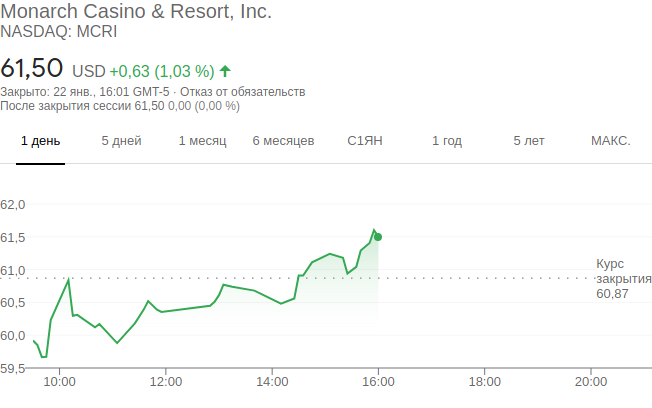 Monarch Casino & Resort, Inc.
NASDAQ: MCRI
61,50 USD +0,63 (1,03 %)
Закрыто: 22 янв., 16:01 GMT-5 · Отказ от обязательств
После закрытия сессии 61,50 0,00 (0,00 %)
1 день 5 дней 1 месяц 6 месяцев С1ЯН 1 год 5 лет МАКС.
62,0
61,5
61,0
60,5
60,0
59,5
Курс
закрытия
60,87
10:00 12:00 14:00 16:00 18:00 20:00